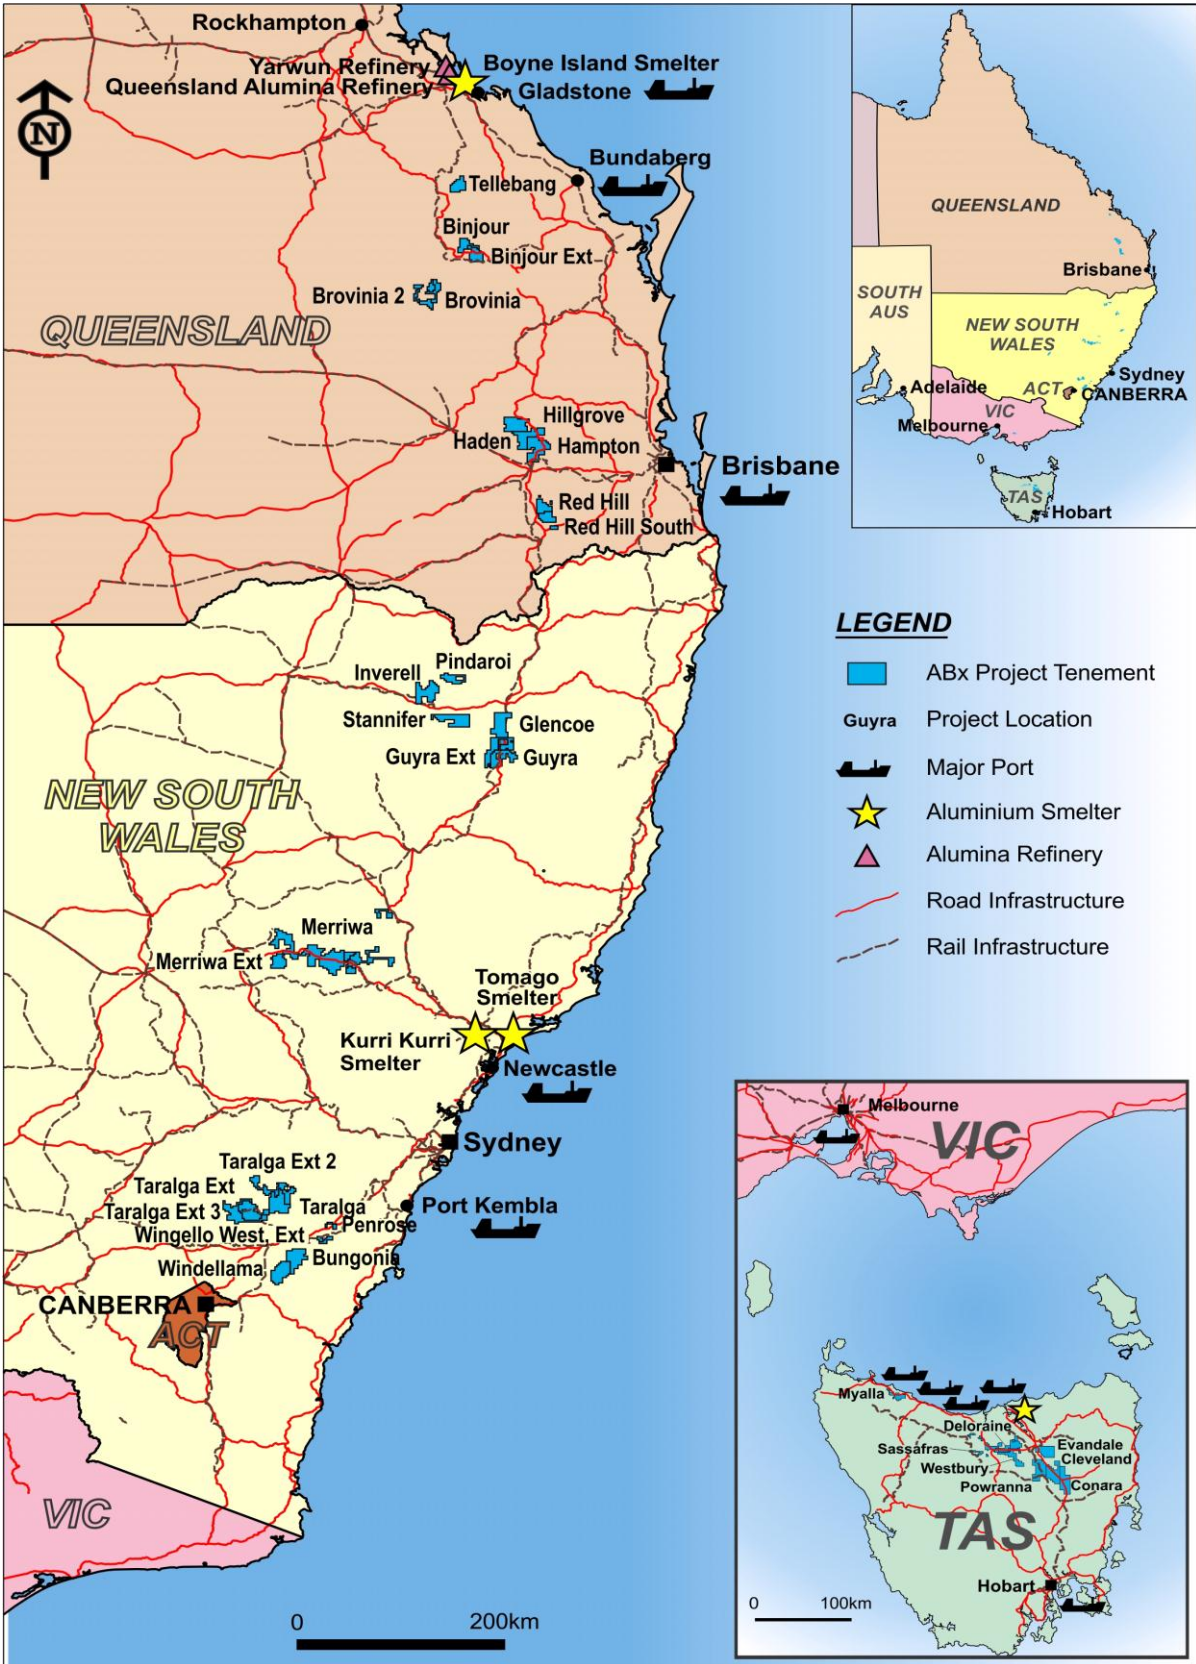 Rockhampton
Yarwun Refinery
Queensland Alumina Refinery
Boyne Island Smelter
Gladstone
N
Bundaberg
Tellebang
Binjour
Binjour Ext
Brovinia 2
Brovinia
QUEENSLAND
Hillgrove
Haden
Hampton
Brisbane
Red Hill
Red Hill South
Pindaroi
Inverell
Stannifer
Glencoe
Guyra Ext
Guyra
NEW SOUTH
WALES
Merriwa
Merriwa Ext
Tomago
Smelter
Kurri Kurri
Smelter
Newcastle
Sydney
Taralga Ext 2
Taralga Ext
Taralga Ext 3
Taralga
Port Kembla
Penrose
Wingello West, Ext
Bungonia
Windellama
CANBERRA
ACT
VIC
0
200km
QUEENSLAND
Brisbane
SOUTH
AUS
NEW SOUTH
WALES
Sydney
ACT
CANBERRA
Adelaide
VIC
Melbourne
TAS
Hobart
LEGEND
ABx Project Tenement
Guyra
Project Location
Major Port
Aluminium Smelter
Alumina Refinery
Road Infrastructure
Rail Infrastructure
Melbourne
VIC
Myalla
Deloraine
Sassafras
Evandale
Cleveland
Westbury
Powranna
Conara
TAS
Hobart
0
100km